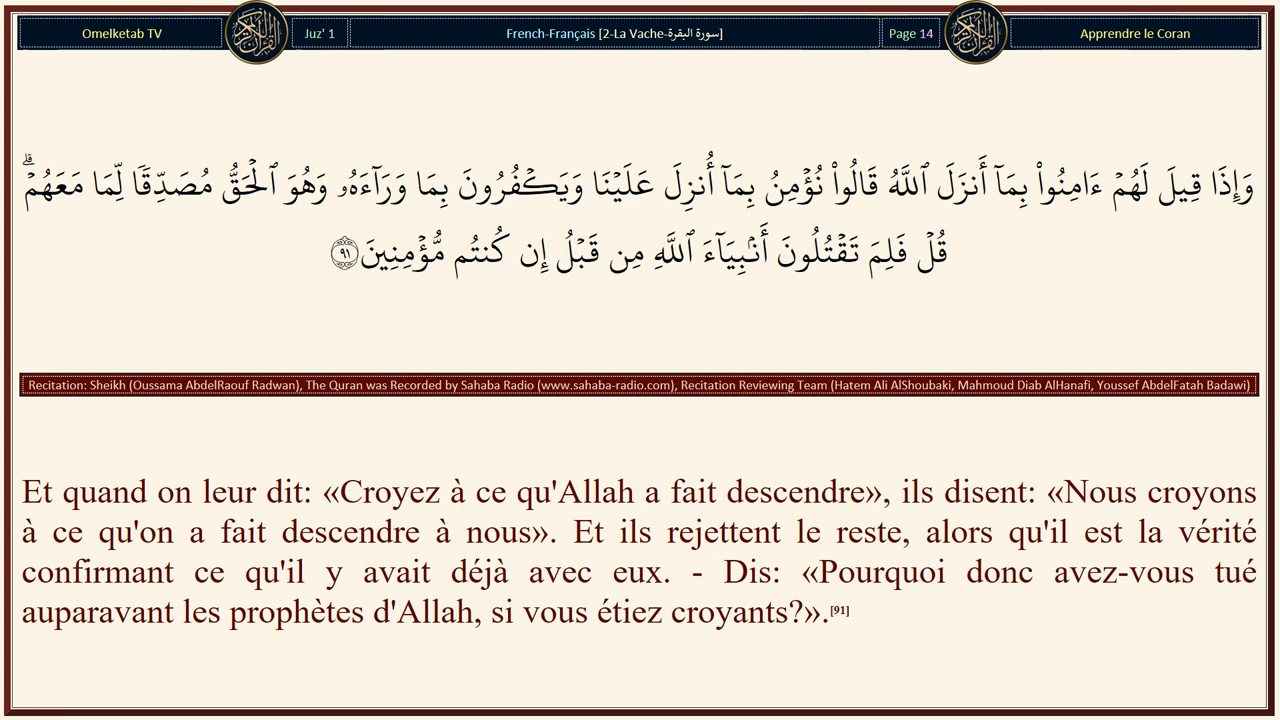 Omelketab TV
Juz' 1
French-Français [2-La Vache-سورة البقرة]
Page 14
Apprendre le Coran
وَإِذَا قِيلَ لَهُمۡ ءَامِنُواْ بِمَآ أَنزَلَ ٱللَّهُ قَالُواْ نُؤۡمِنُ بِمَآ أُنزِلَ عَلَيۡنَا وَيَكۡفُرُونَ بِمَا وَرَآءَهُۥ وَهُوَ ٱلۡحَقُّ مُصَدِّقٗا لِّمَا مَعَهُمۡۗ
قُلۡ فَلِمَ تَقۡتُلُونَ أَنۢبِيَآءَ ٱللَّهِ مِن قَبۡلُ إِن كُنتُم مُّؤۡمِنِينَ ٩١
Recitation: Sheikh (Oussama AbdelRaouf Radwan), The Quran was Recorded by Sahaba Radio (www.sahaba-radio.com), Recitation Reviewing Team (Hatem Ali AlShoubaki, Mahmoud Diab AlHanafi, Youssef AbdelFatah Badawi)
Et quand on leur dit: «Croyez à ce qu'Allah a fait descendre», ils disent: «Nous croyons
à ce qu'on a fait descendre à nous». Et ils rejettent le reste, alors qu'il est la vérité
confirmant ce qu'il y avait déjà avec eux. - Dis: «Pourquoi donc avez-vous tué
auparavant les prophètes d'Allah, si vous étiez croyants?».[91]